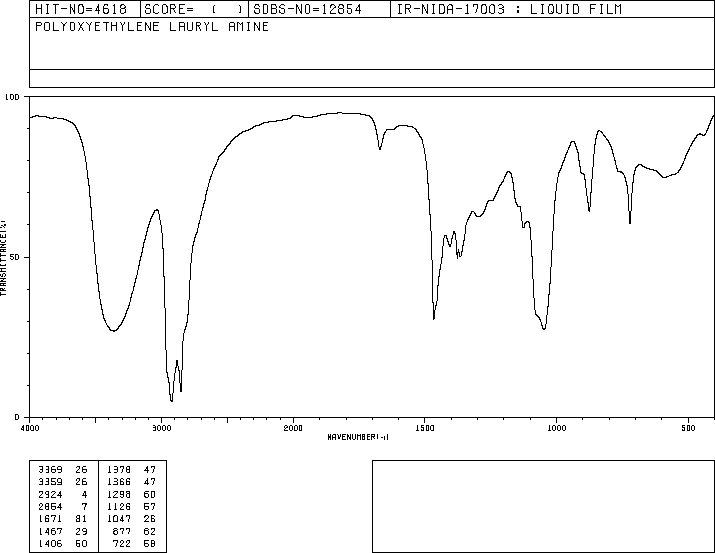 HIT-NO=4618 SCORE= ( ) SDBS-NO=12854 IR-NIDA-17003 : LIQUID FILM
POLYOXYETHYLENE LAURYL AMINE
100
TRANSMITTANCE(%)
50
0
4000 3000 2000 1500 1000 500
WAVENUMBER(-1)
3369 26 1378 47
3359 26 1366 47
2924 4 1298 60
2854 7 1126 57
1671 81 1047 26
1467 29 877 62
1406 50 722 58